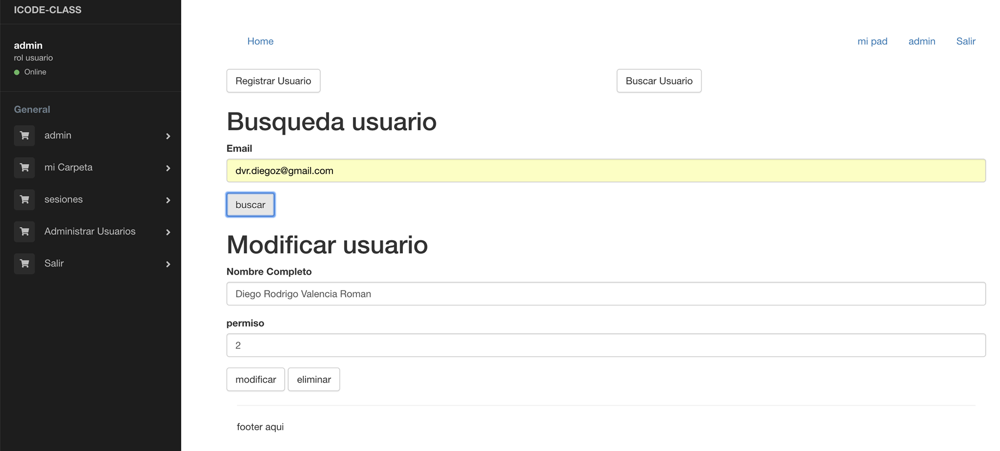 ICODE-CLASS
admin
rol usuario
Online
General
admin
mi Carpeta
sesiones
Administrar Usuarios
Salir
Home
mi pad
admin
Salir
Registrar Usuario
Buscar Usuario
Busqueda usuario
Email
dvr.diegoz@gmail.com
buscar
Modificar usuario
Nombre Completo
Diego Rodrigo Valencia Roman
permiso
2
modificar
eliminar
footer aqui